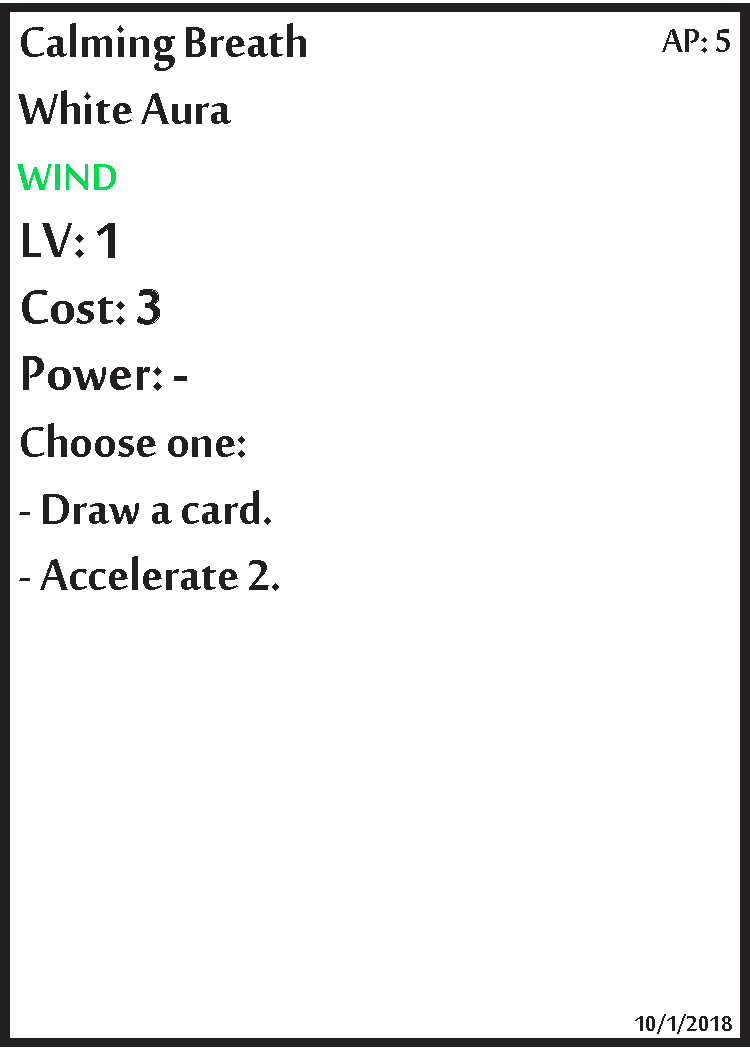 Calming Breath
AP: 5
White Aura
WIND
LV: 1
Cost: 3
Power: -
Choose one:
- Draw a card.
- Accelerate 2.
10/1/2018